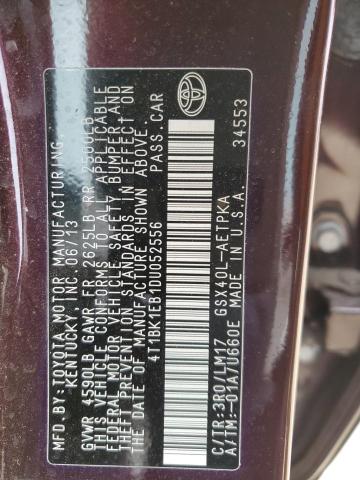 MFD. BY: TOYOTA MOTOR MANUFACTURING,
KENTUCKY, INC. 06/13
GVWR 4590LB GAWR FR 2625LB RR 2500LB
THIS VEHICLE CONFORMS TO ALL APPLICABLE
FEDERAL MOTOR VEHICLE SAFETY, BUMPER AND
THEFT PREVENTION STANDARDS IN EFFECT ON
THE DATE OF MANUFACTURE SHOWN ABOVE.
4T1BK1EB1DU052556 PASS. CAR
C/TR:3R0/LM17 GSX40L-AETPKA
A/TM:-01A/U660E MADE IN U.S.A.
34553